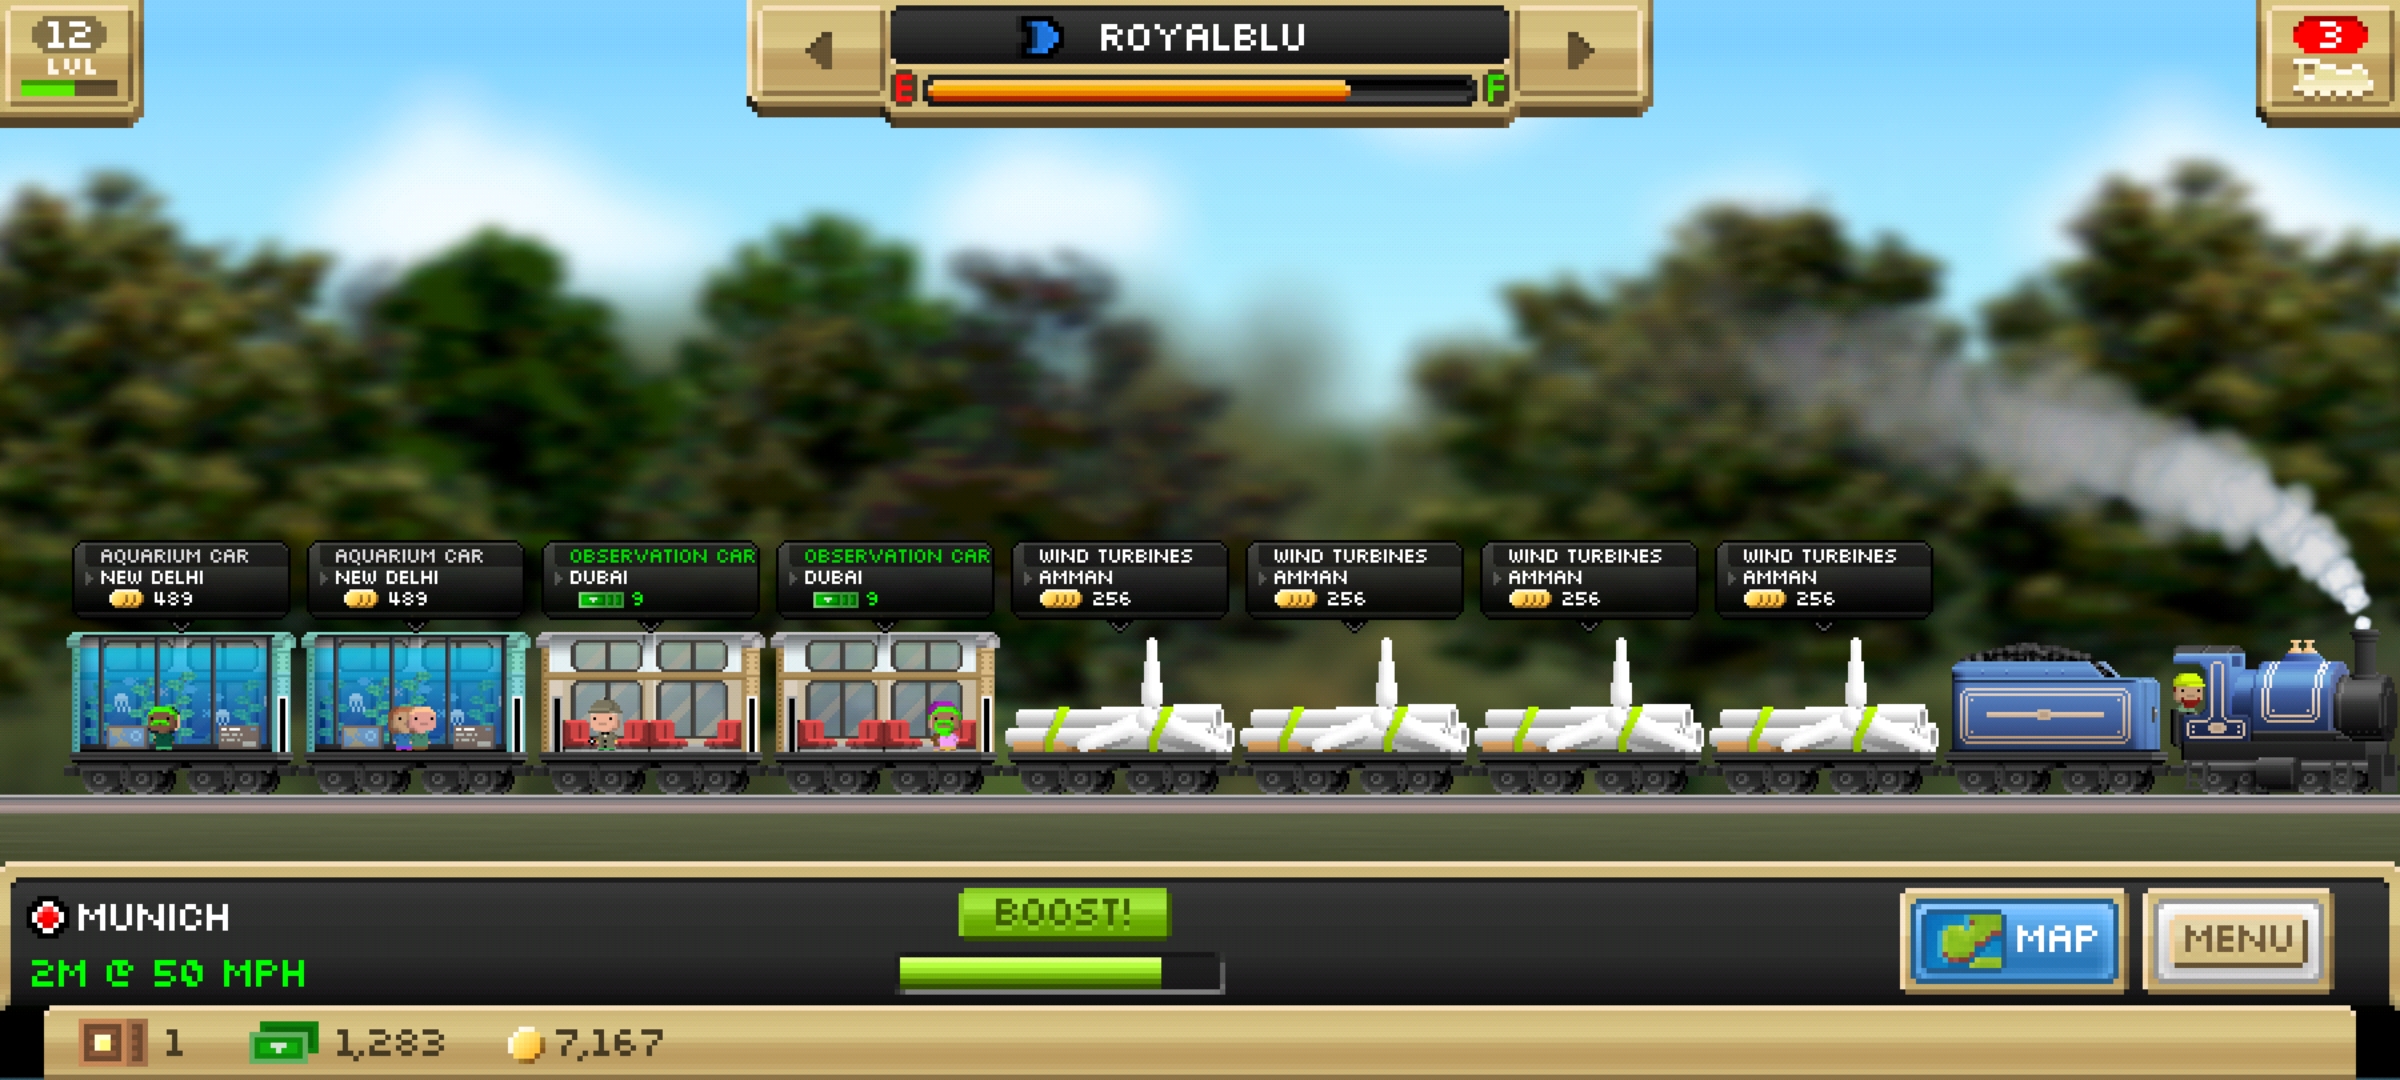 12
LVL
ROYALBLU
E
F
3
AQUARIUM CAR
NEW DELHI
489
AQUARIUM CAR
NEW DELHI
489
OBSERVATION CAR
DUBAI
9
OBSERVATION CAR
DUBAI
9
WIND TURBINES
AMMAN
256
WIND TURBINES
AMMAN
256
WIND TURBINES
AMMAN
256
WIND TURBINES
AMMAN
256
MUNICH
2M @ 50 MPH
BOOST!
MAP
MENU
1
1,283
7,167